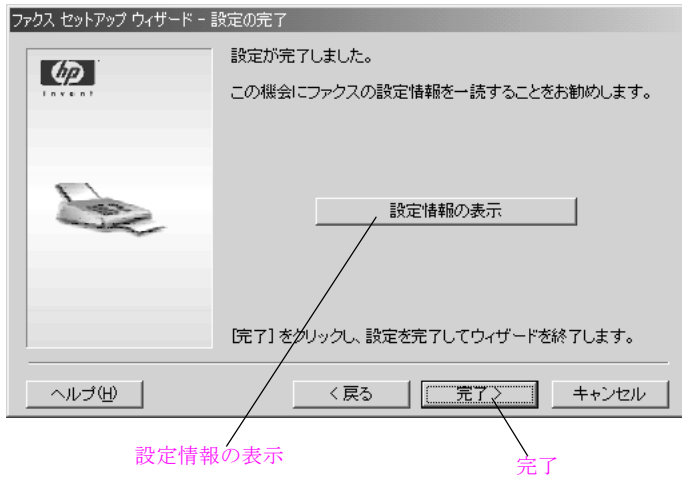 ファクス セットアップ ウィザード - 設定の完了
hp
invent
設定が完了しました。
この機会にファクスの設定情報を一読することをお勧めします。
設定情報の表示
[完了] をクリックし、設定を完了してウィザードを終了します。
ヘルプ(H)
< 戻る
完了 >
キャンセル
設定情報の表示
完了